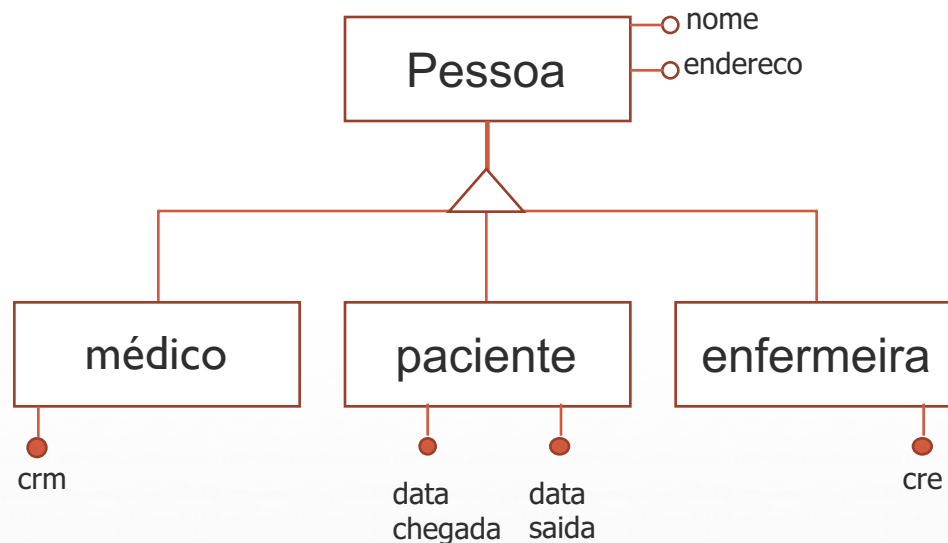 nome
Pessoa
endereco
médico
paciente
enfermeira
crm
data
chegada
data
saida
cre